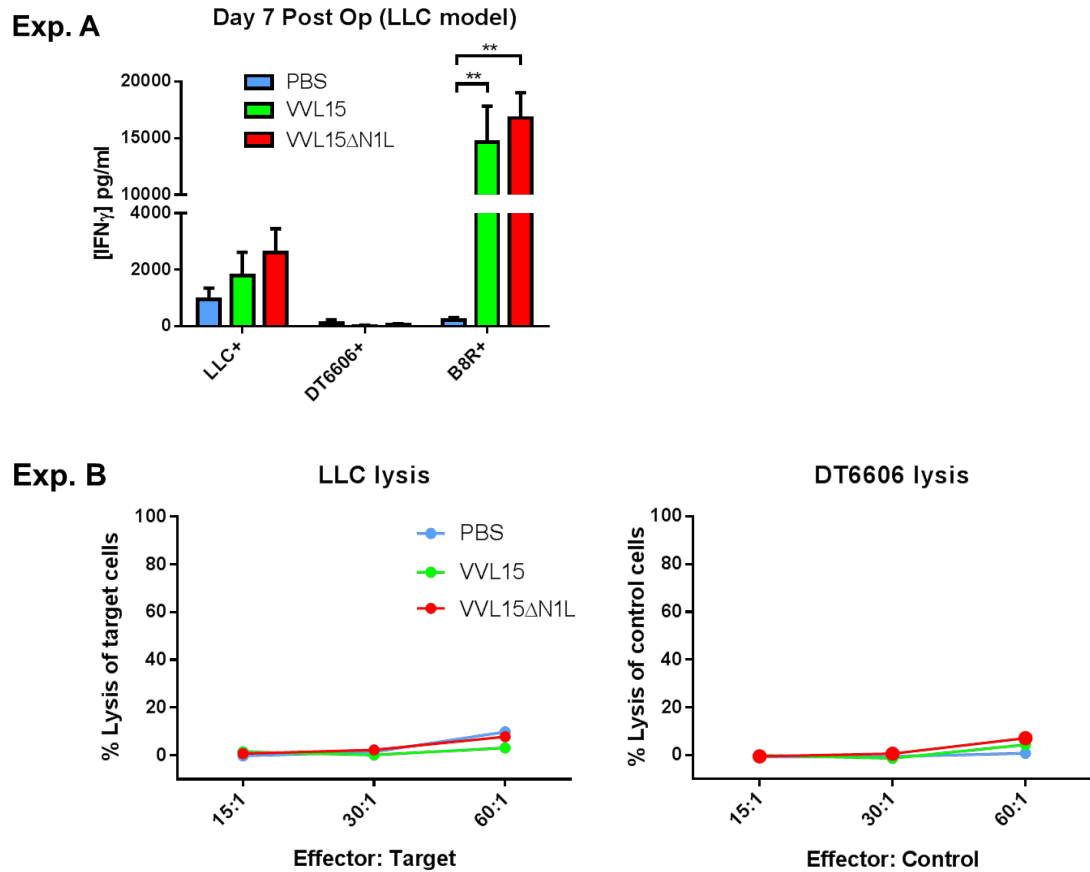 Exp. A
Day 7 Post Op (LLC model)
**
**
PBS
VVL15
VVL15ΔN1L
[IFNγ] pg/ml
20000
15000
10000
4000
2000
0
LLC+
DT6606+
B8R+
Exp. B
LLC lysis
% Lysis of target cells
100
80
60
40
20
0
PBS
VVL15
VVL15ΔN1L
15:1
30:1
60:1
Effector: Target
DT6606 lysis
% Lysis of control cells
100
80
60
40
20
0
15:1
30:1
60:1
Effector: Control